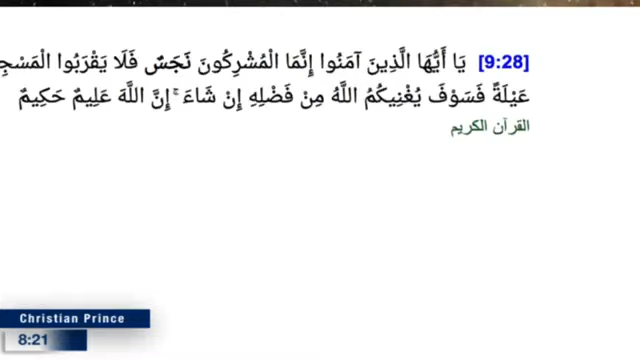 [9:28] يَا أَيُّهَا الَّذِينَ آمَنُوا إِنَّمَا الْمُشْرِكُونَ نَجَسٌ فَلَا يَقْرَبُوا
عَيْلَةً فَسَوْفَ يُغْنِيكُمُ اللَّهُ مِنْ فَضْلِهِ إِنْ شَاءَ ۚ إِنَّ اللَّهَ عَلِيمٌ حَكِيمٌ
القرآن الكريم
Christian Prince
8:21